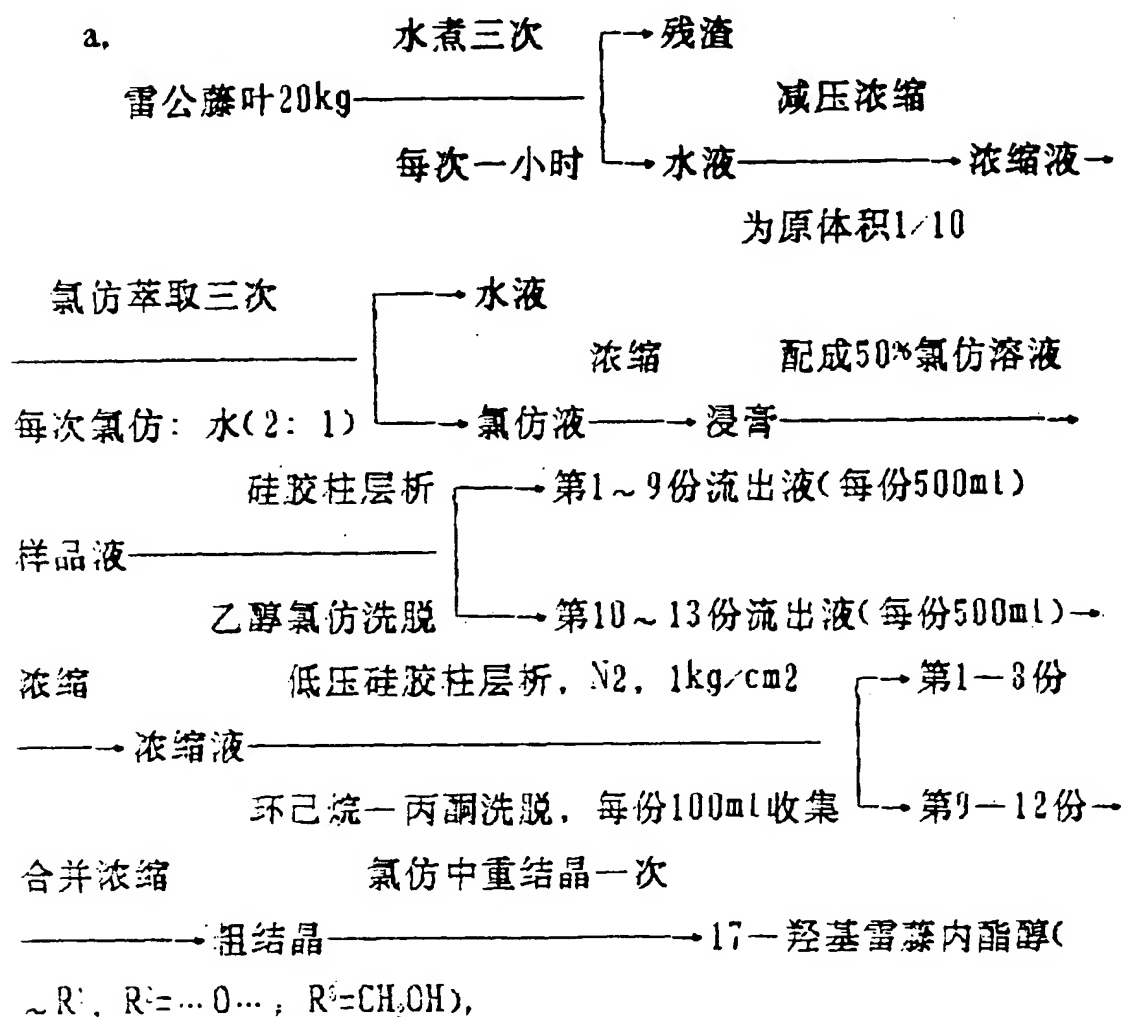 a.
水煮三次 残渣
雷公藤叶20kg 减压浓缩
每次一小时 水液 浓缩液
为原体积1/10
氯仿萃取三次 水液
浓缩 配成50%氯仿溶液
每次氯仿: 水(2: 1) 氯仿液 浸膏
硅胶柱层析 第1~9份流出液(每份500ml)
样品液
乙醇氯仿洗脱 第10~13份流出液(每份500ml)
浓缩 低压硅胶柱层析, N2, 1kg/cm2 第1-8份
浓缩液
环己烷-丙酮洗脱, 每份100ml收集 第9-12份
合并浓缩 氯仿中重结晶一次
粗结晶 17-羟基雷藤内酯醇(
=…O…; =CH2OH),